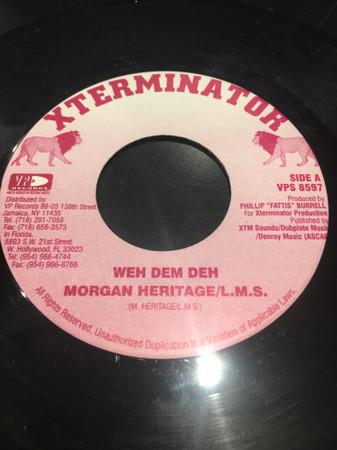 XTERMINATOR
VP
RECORDS
Distributed by
VP Records 89-05 138th Street
Jamaica, NY 11435
Tel: (718) 291-7058
Fax: (718) 658-3573
In Florida.
5893 S.W. 21st Street
W. Hollywood, FL 33023
Tel: (954) 966-4744
Fax: (954) 966-8766
SIDE A
VPS 8597
Produced by
PHILLIP "FATTIS" BURRELL
For Xterminator Production
Published by
XTM Sounds/Dubplate Music
/Denroy Music (ASCAP
WEH DEM DEH
MORGAN HERITAGE/L.M.S.
(M. HERITAGE/L.M.S.)
All Rights Reserved. Unauthorized Duplication is a Violation of Applicable Laws.